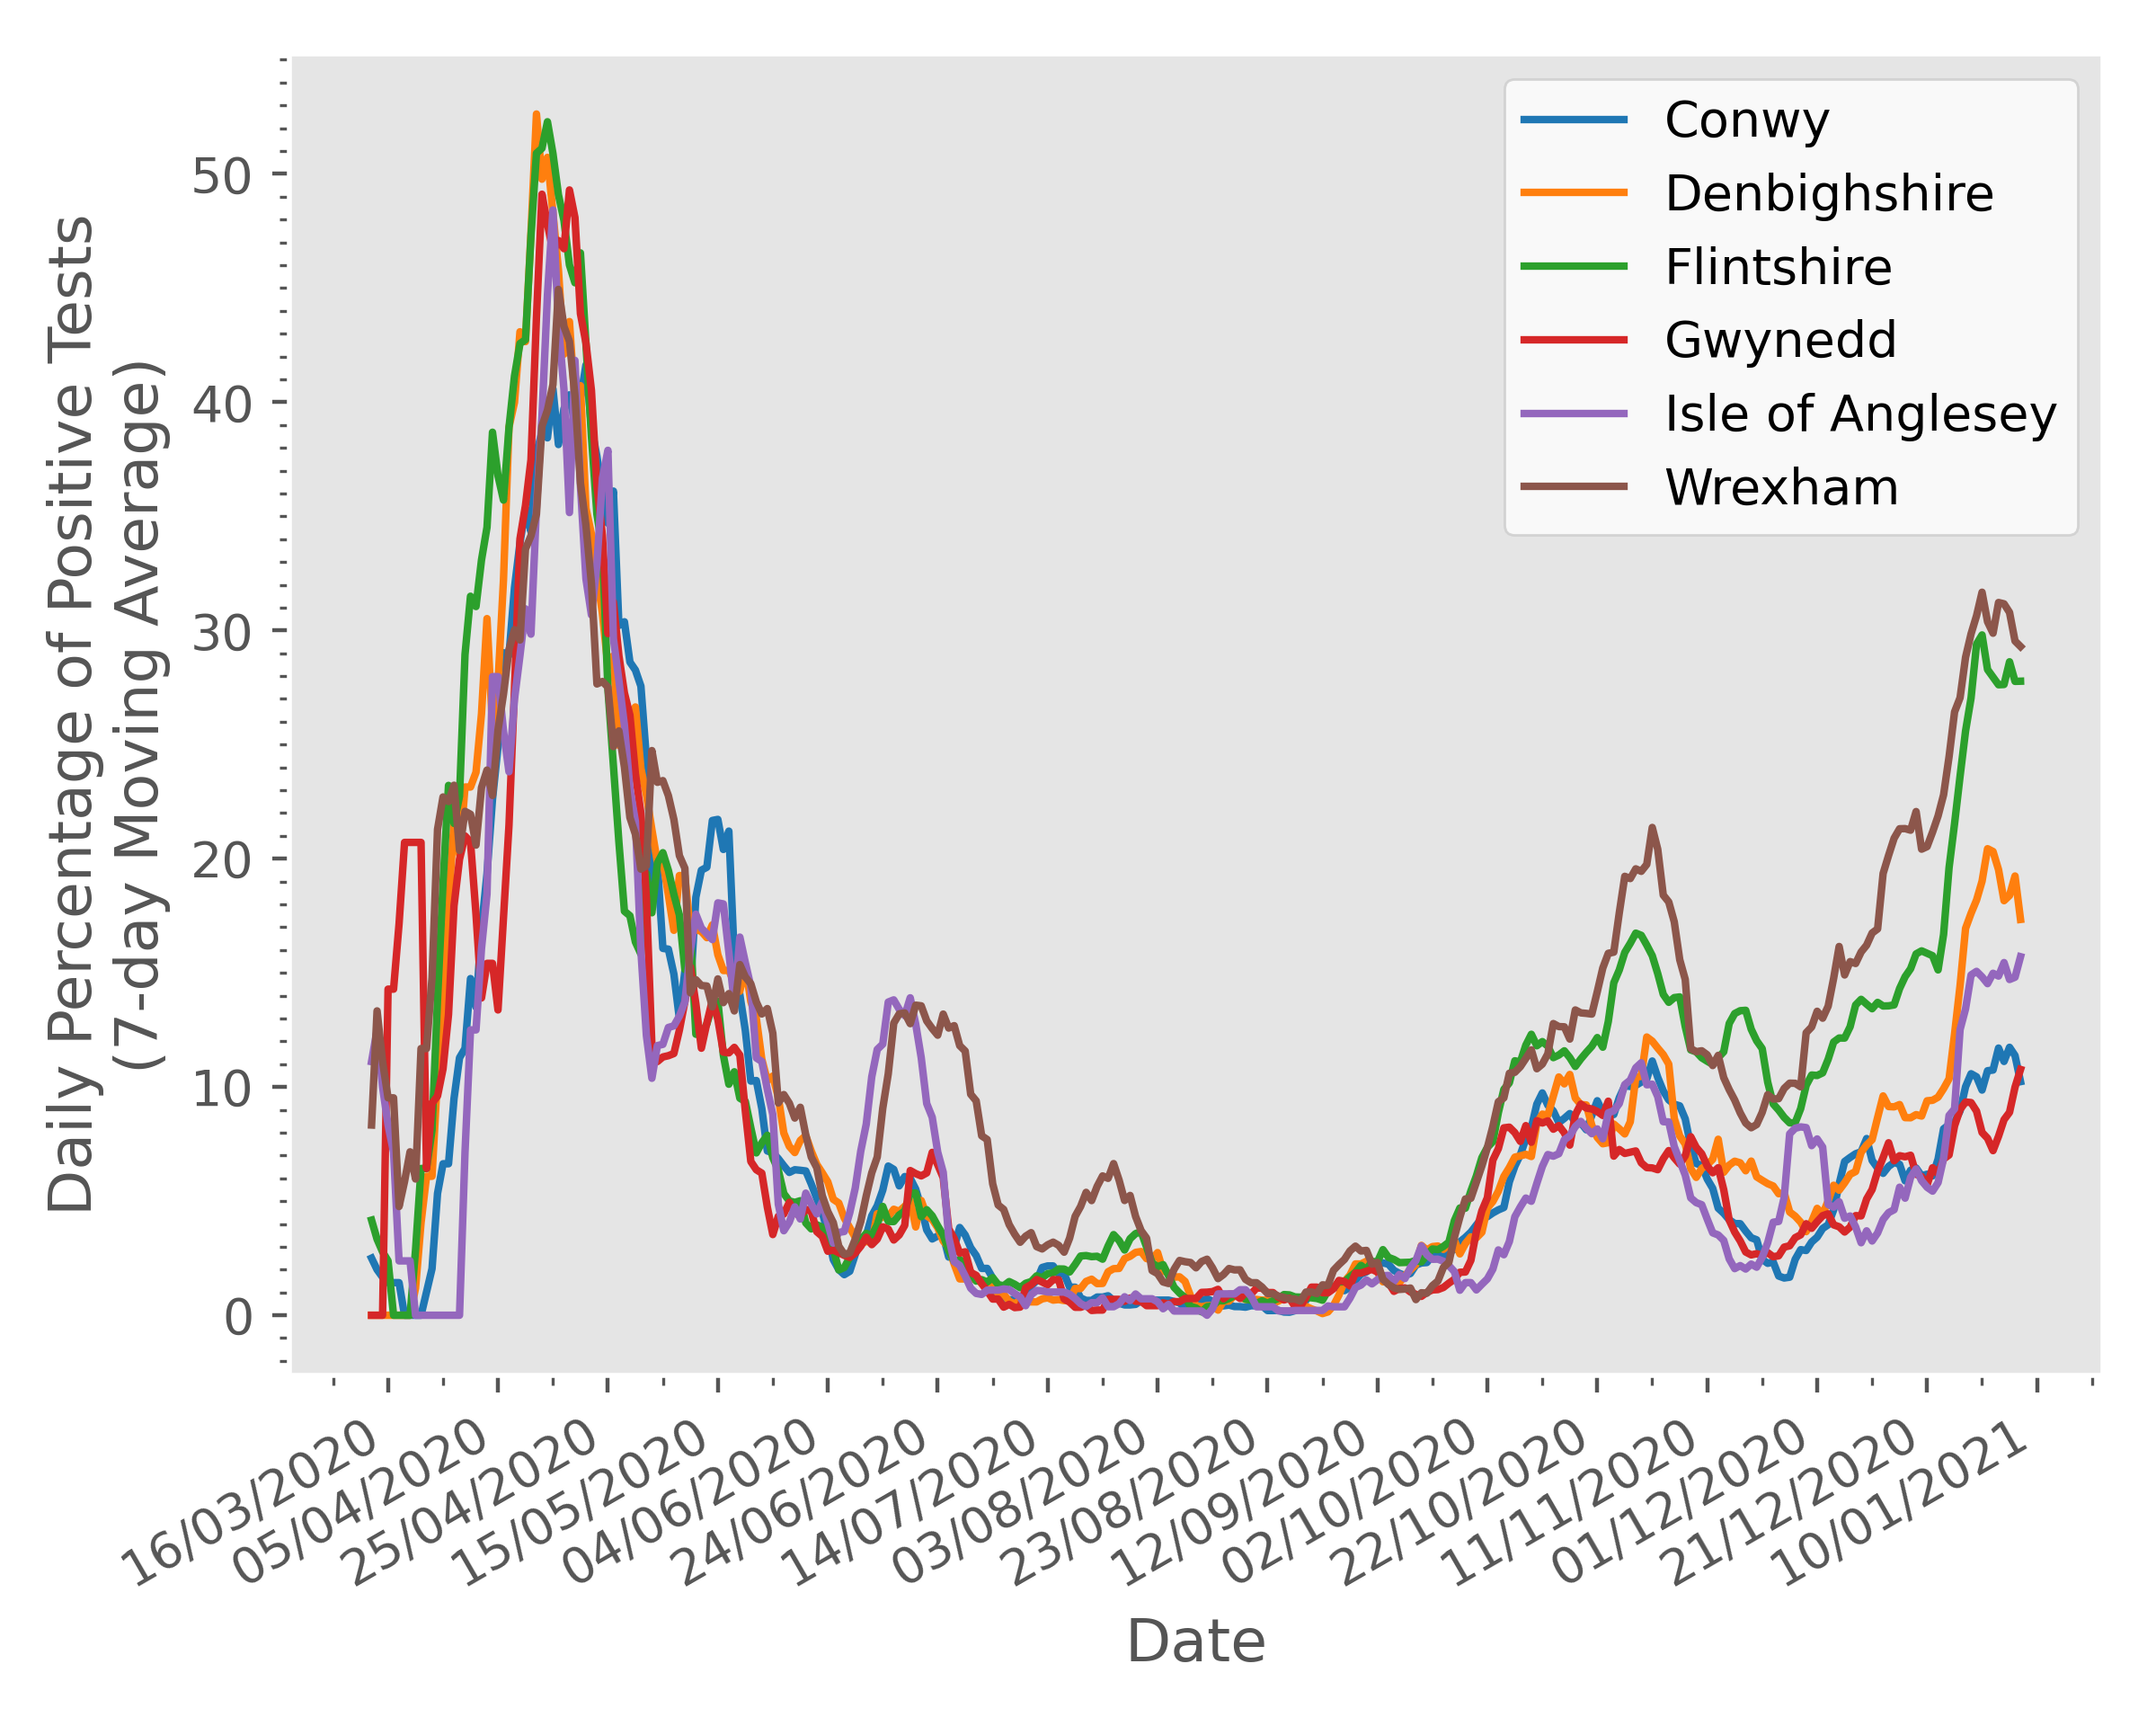 Daily Percentage of Positive Tests
(7-day Moving Average)
50
40
30
20
10
0
Conwy
Denbighshire
Flintshire
Gwynedd
Isle of Anglesey
Wrexham
16/03/2020
05/04/2020
25/04/2020
15/05/2020
04/06/2020
24/06/2020
14/07/2020
03/08/2020
23/08/2020
12/09/2020
02/10/2020
22/10/2020
11/11/2020
01/12/2020
21/12/2020
10/01/2021
Date